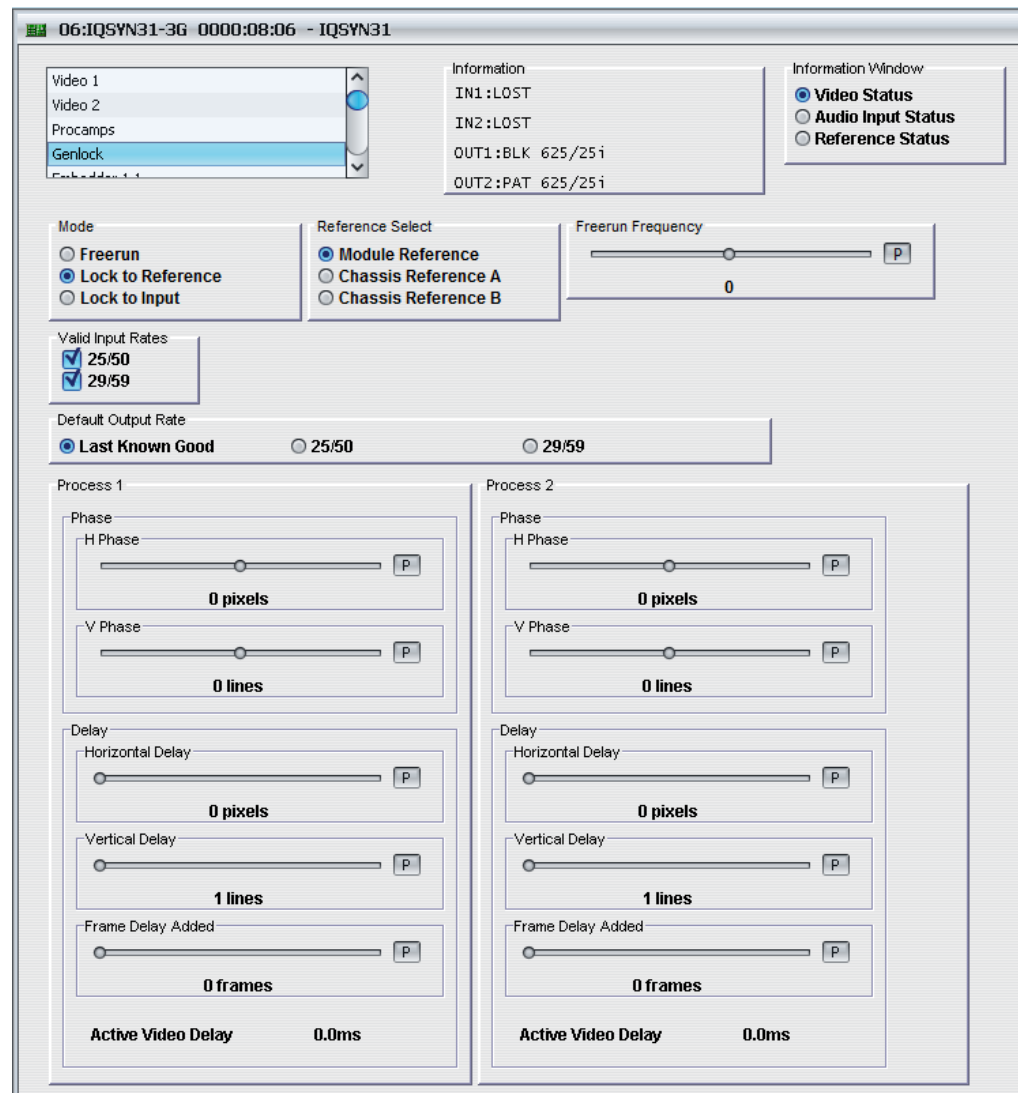 06:IQSYN31-3G 0000:08:06 - IQSYN31
Video 1
Video 2
Procamps
Genlock
Embedder 1.1
Information
IN1:LOST
IN2:LOST
OUT1:BLK 625/25i
OUT2:PAT 625/25i
Information Window
Video Status
Audio Input Status
Reference Status
Mode
Freerun
Lock to Reference
Lock to Input
Reference Select
Module Reference
Chassis Reference A
Chassis Reference B
Freerun Frequency
P
0
Valid Input Rates
25/50
29/59
Default Output Rate
Last Known Good
25/50
29/59
Process 1
Phase
H Phase
P
0 pixels
V Phase
P
0 lines
Delay
Horizontal Delay
P
0 pixels
Vertical Delay
P
1 lines
Frame Delay Added
P
0 frames
Active Video Delay 0.0ms
Process 2
Phase
H Phase
P
0 pixels
V Phase
P
0 lines
Delay
Horizontal Delay
P
0 pixels
Vertical Delay
P
1 lines
Frame Delay Added
P
0 frames
Active Video Delay 0.0ms